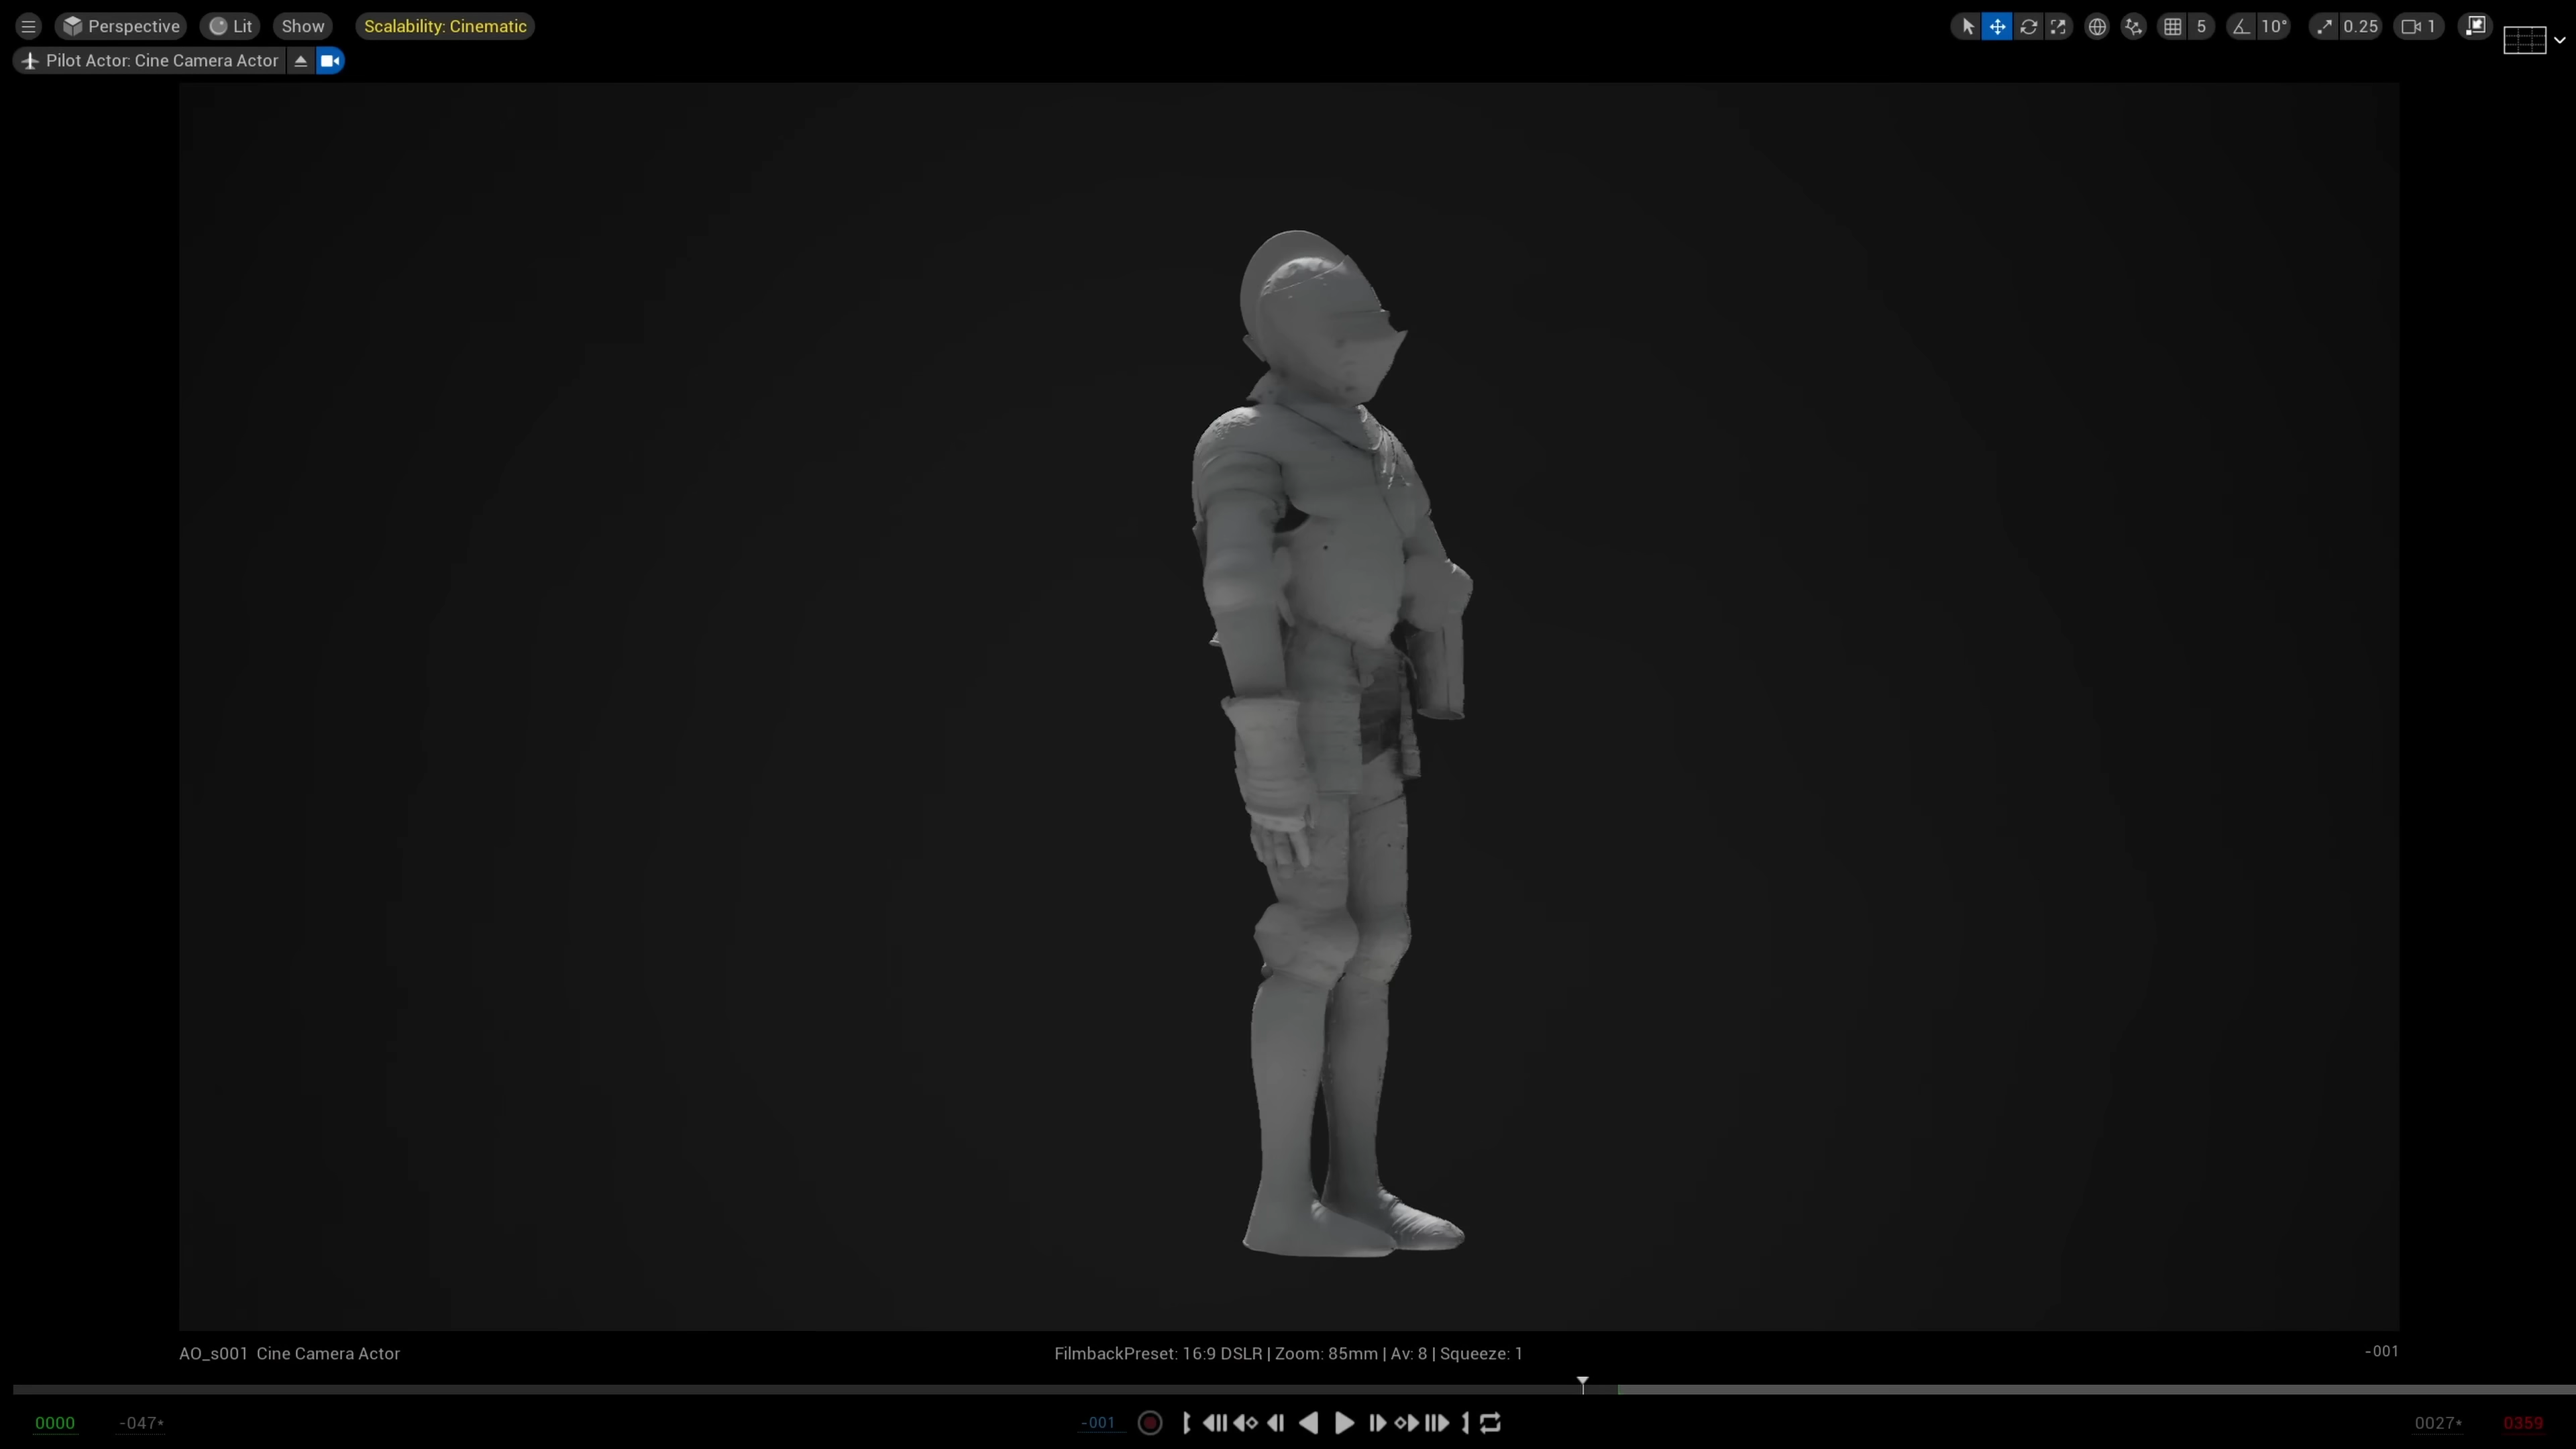 Perspective Lit Show Scalability: Cinematic 5 10° 0.25 1
Pilot Actor: Cine Camera Actor
AO_s001 Cine Camera Actor FilmbackPreset: 16:9 DSLR | Zoom: 85mm | Av: 8 | Squeeze: 1 -001
0000 -047* -001 0027* 0359